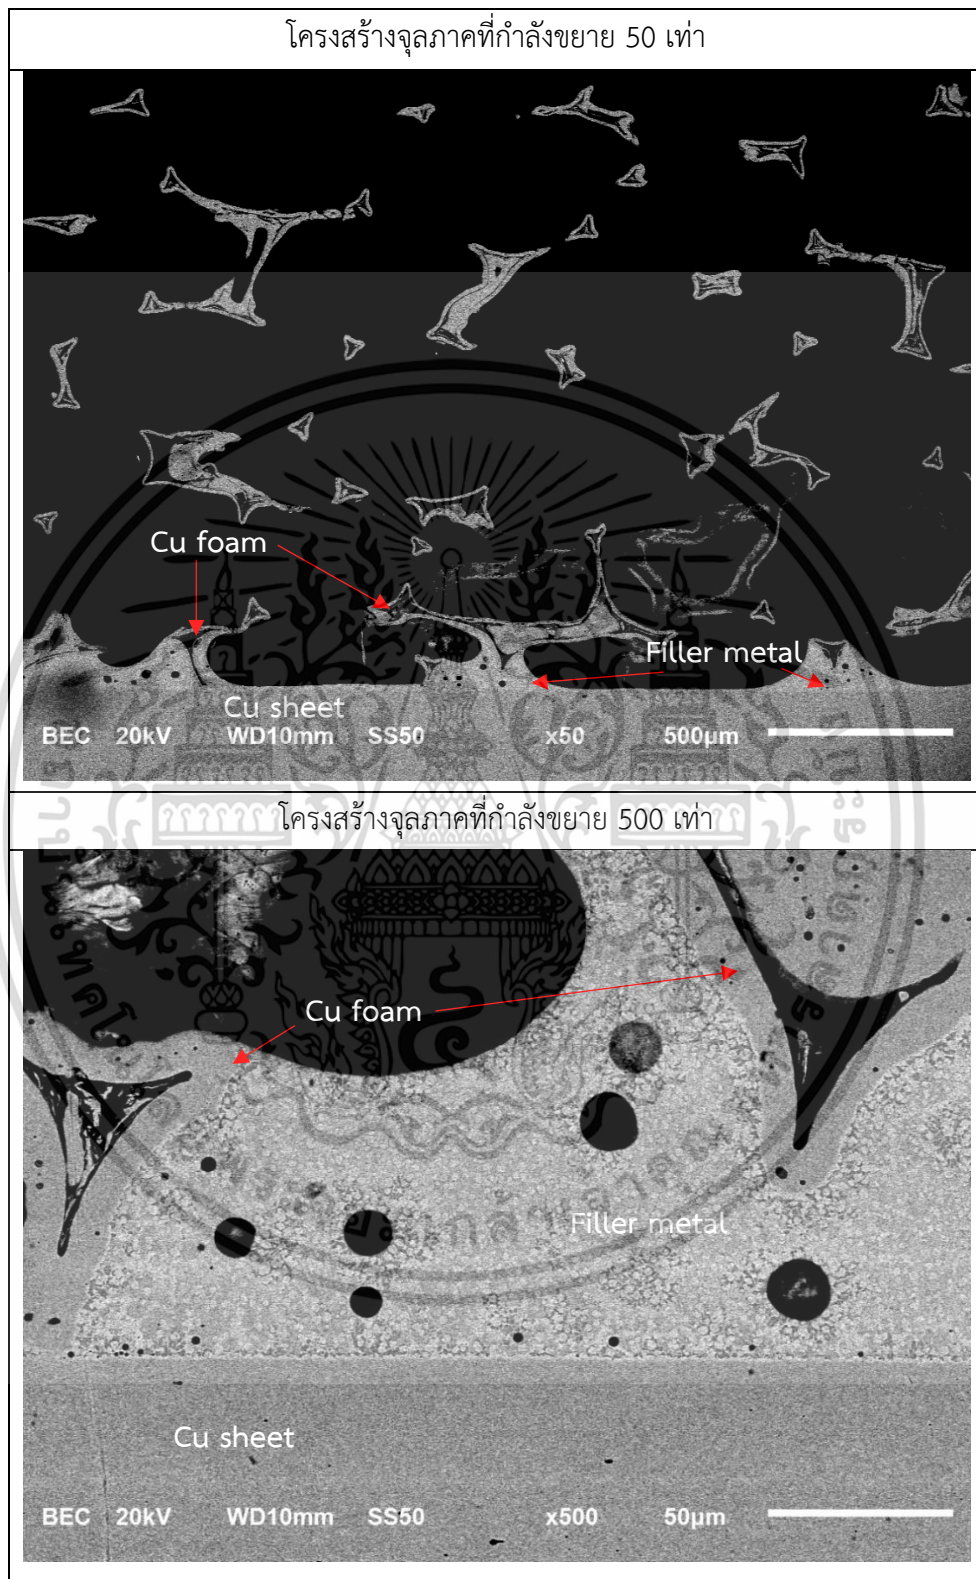 โครงสร้างจุลภาคที่กำลังขยาย 50 เท่า
Cu foam
Filler metal
Cu sheet
BEC 20kV WD10mm SS50 x50 500µm
โครงสร้างจุลภาคที่กำลังขยาย 500 เท่า
Cu foam
Filler metal
Cu sheet
BEC 20kV WD10mm SS50 x500 50µm